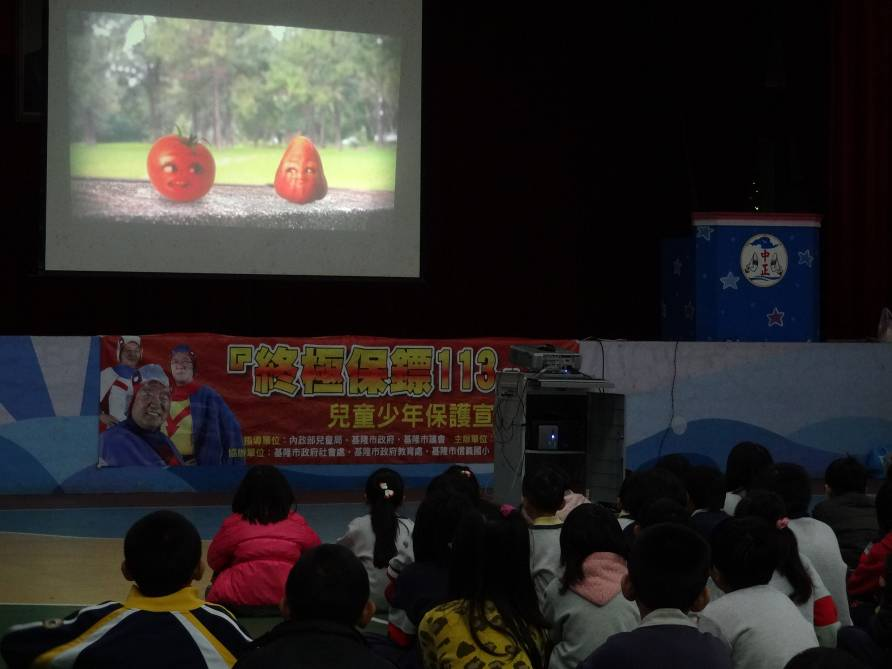 中
正
『終極保鏢113
兒童少年保護宣
指導單位：內政部兒童局、基隆市政府、基隆市議會 主辦單位：
協辦單位：基隆市政府社會處、基隆市政府教育處、基隆市信義國小